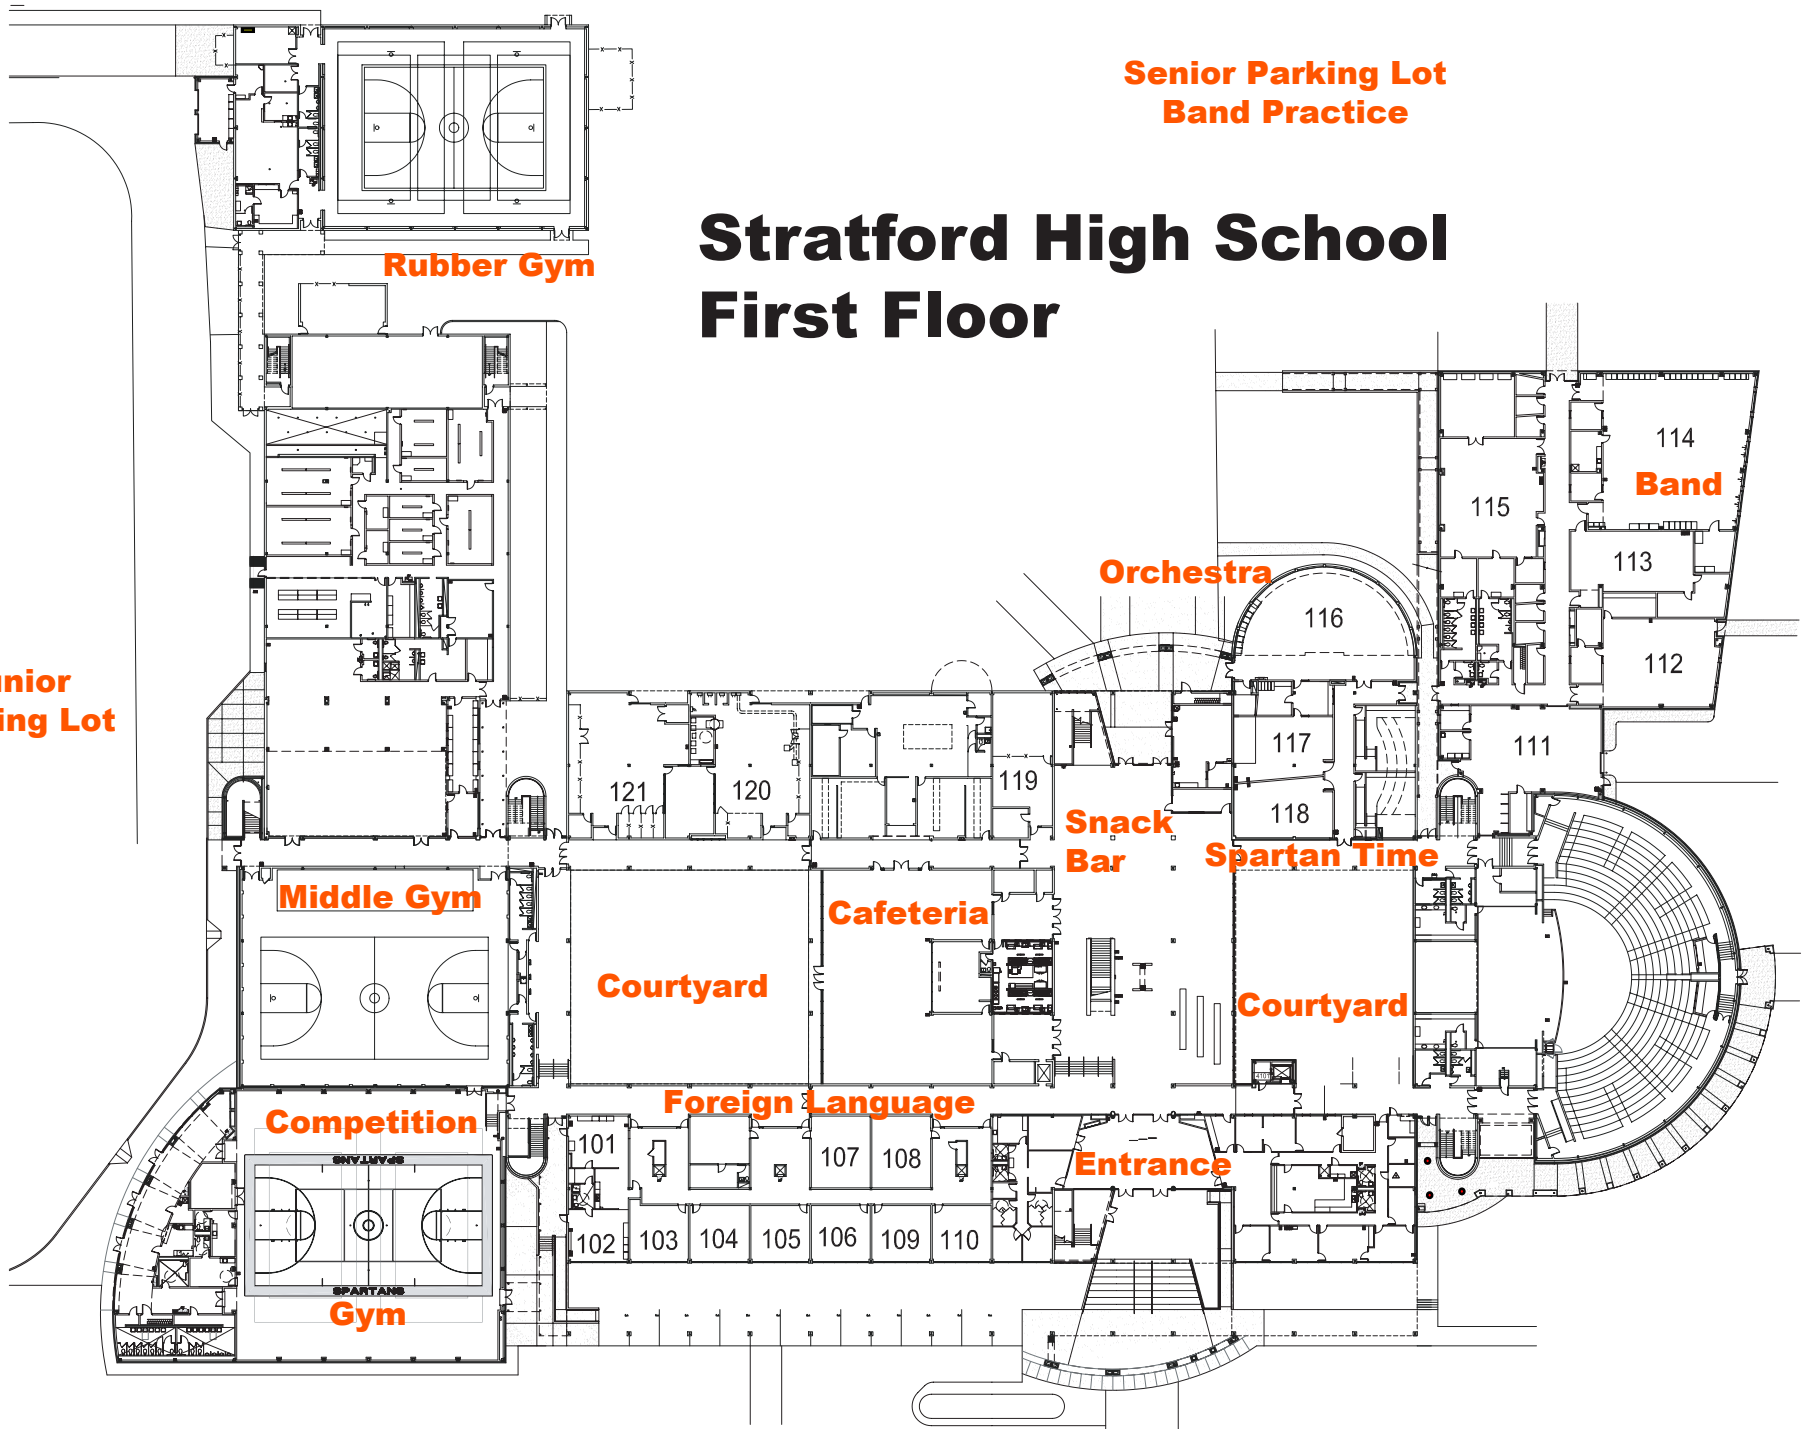 Senior Parking Lot
Band Practice
Stratford High School
First Floor
Rubber Gym
114
Band
115
113
Orchestra
116
112
unior
ing Lot
117
111
119
121
120
118
Snack
Bar
Spartan Time
Middle Gym
Cafeteria
Courtyard
Courtyard
Foreign Language
Competition
101
107
108
Entrance
SPARTANS
102
103
104
105
106
109
110
SPARTANS
Gym